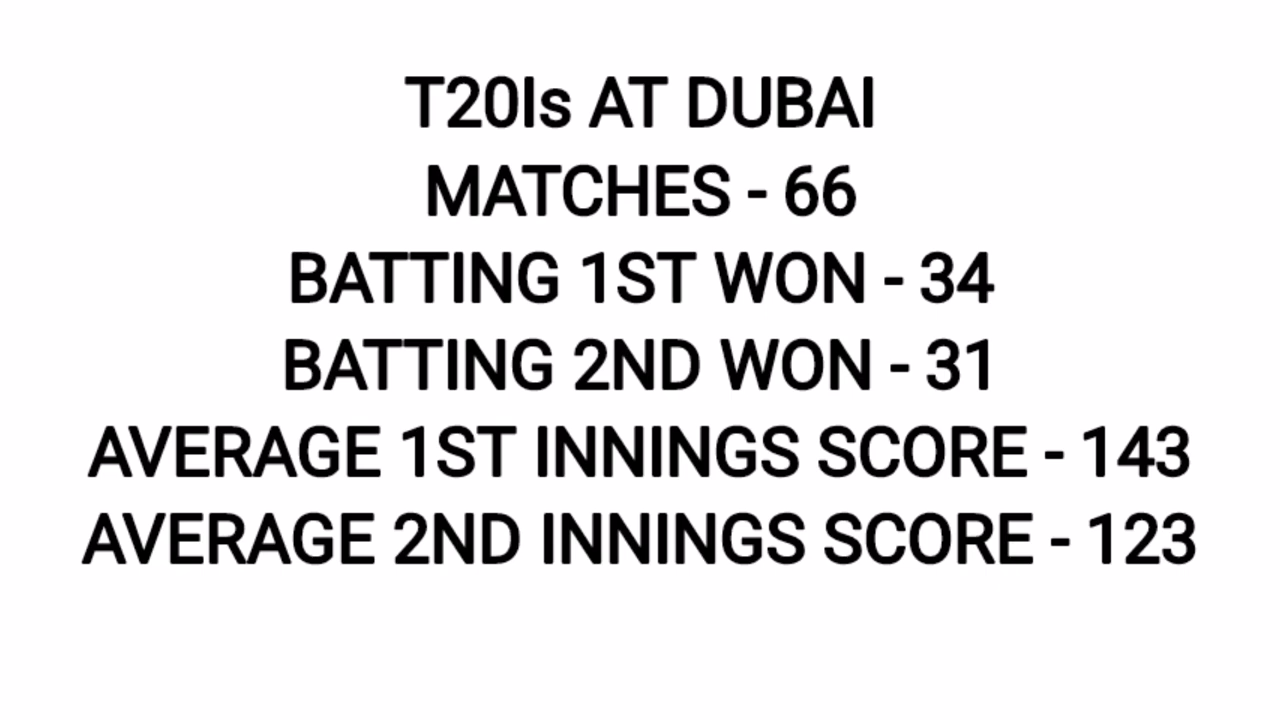 T20Is AT DUBAI
MATCHES - 66
BATTING 1ST WON - 34
BATTING 2ND WON - 31
AVERAGE 1ST INNINGS SCORE - 143
AVERAGE 2ND INNINGS SCORE - 123